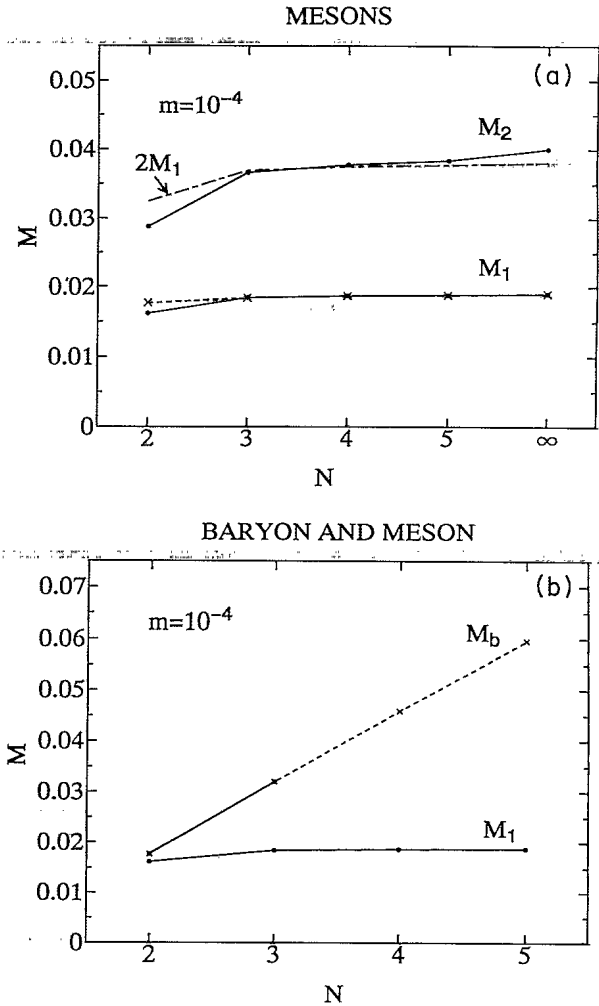 MESONS
(a)
0.05
m=10⁻⁴
M₂
0.04
2M₁
0.03
M
M₁
0.02
0.01
0
2 3 4 5 ∞
N
BARYON AND MESON
(b)
0.07
m=10⁻⁴
M_b
0.06
0.05
0.04
M
0.03
M₁
0.02
0.01
0
2 3 4 5
N